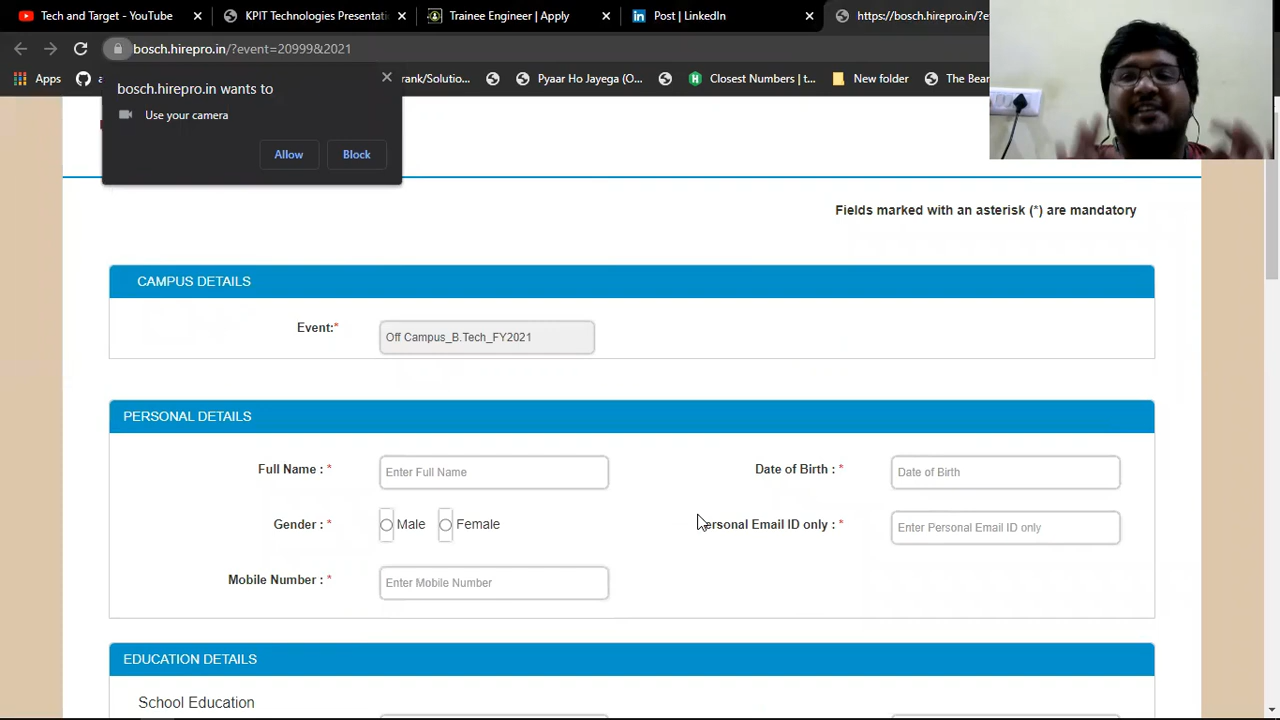 Tech and Target - YouTube
KPIT Technologies Presentati
Trainee Engineer | Apply
Post | LinkedIn
https://bosch.hirepro.in/?e
bosch.hirepro.in/?event=20999&2021
Apps
a
rank/Solutio...
Pyaar Ho Jayega (O...
Closest Numbers | t...
New folder
The Bear
bosch.hirepro.in wants to
Use your camera
Allow
Block
Fields marked with an asterisk (*) are mandatory
CAMPUS DETAILS
Event:*
Off Campus_B.Tech_FY2021
PERSONAL DETAILS
Full Name : *
Enter Full Name
Date of Birth : *
Date of Birth
Gender : *
Male
Female
Personal Email ID only : *
Enter Personal Email ID only
Mobile Number : *
Enter Mobile Number
EDUCATION DETAILS
School Education